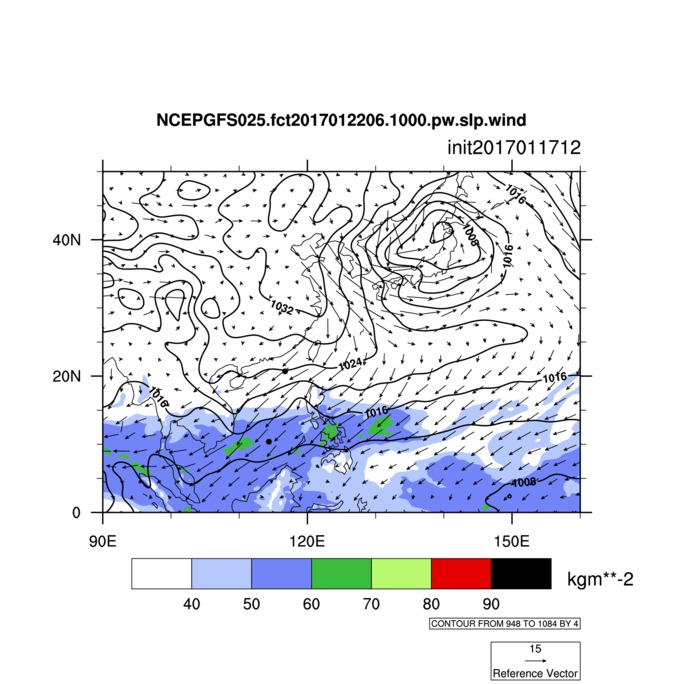 NCEPGFS025.fct2017012206.1000.pw.slp.wind
init2017011712
1016
1008
1016
40N
1032
1024
20N
1016
1016
1016
1008
0
90E
120E
150E
kgm**-2
40
50
60
70
80
90
CONTOUR FROM 948 TO 1084 BY 4
15
Reference Vector